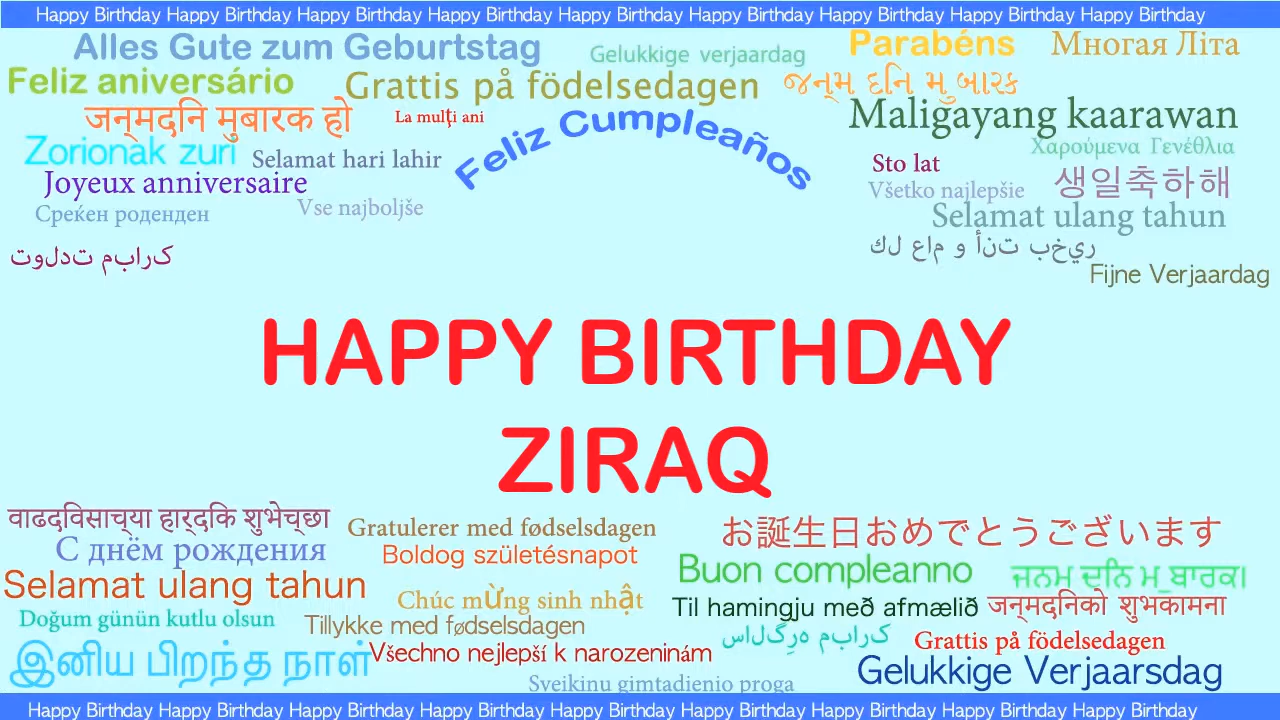 Happy Birthday Happy Birthday Happy Birthday Happy Birthday Happy Birthday Happy Birthday Happy Birthday Happy Birthday Happy Birthday
Alles Gute zum Geburtstag
Gelukkige verjaardag
Parabéns
Многая Літа
Feliz aniversário
Grattis på födelsedagen
જન્મ દિન મુબારક
जन्मदिन मुबारक हो
La mulţi ani
Feliz Cumpleaños
Maligayang kaarawan
Zorionak zuri
Selamat hari lahir
Χαρούμενα Γενέθλια
Sto lat
Joyeux anniversaire
Všetko najlepšie
생일축하해
Среќен роденден
Vse najboljše
Selamat ulang tahun
تولدت مبارک
كل عام و أنت بخير
Fijne Verjaardag
HAPPY BIRTHDAY
ZIRAQ
वाढदिवसाच्या हार्दिक शुभेच्छा
Gratulerer med fødselsdagen
お誕生日おめでとうございます
С днём рождения
Boldog születésnapot
Buon compleanno
ਜਨਮ ਦਿਨ ਮੁਬਾਰਕ।
Selamat ulang tahun
Chúc mừng sinh nhật
Til hamingju með afmælið
जन्मदिनको शुभकामना
Doğum günün kutlu olsun
Tillykke med fødselsdagen
سالگرہ مبارک
Grattis på födelsedagen
இனிய பிறந்த நாள்
Všechno nejlepší k narozeninám
Gelukkige Verjaarsdag
Sveikinu gimtadienio proga
Happy Birthday Happy Birthday Happy Birthday Happy Birthday Happy Birthday Happy Birthday Happy Birthday Happy Birthday Happy Birthday